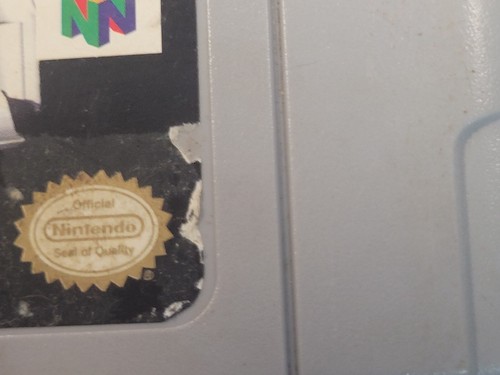 Official
Nintendo
Seal of Quality
®